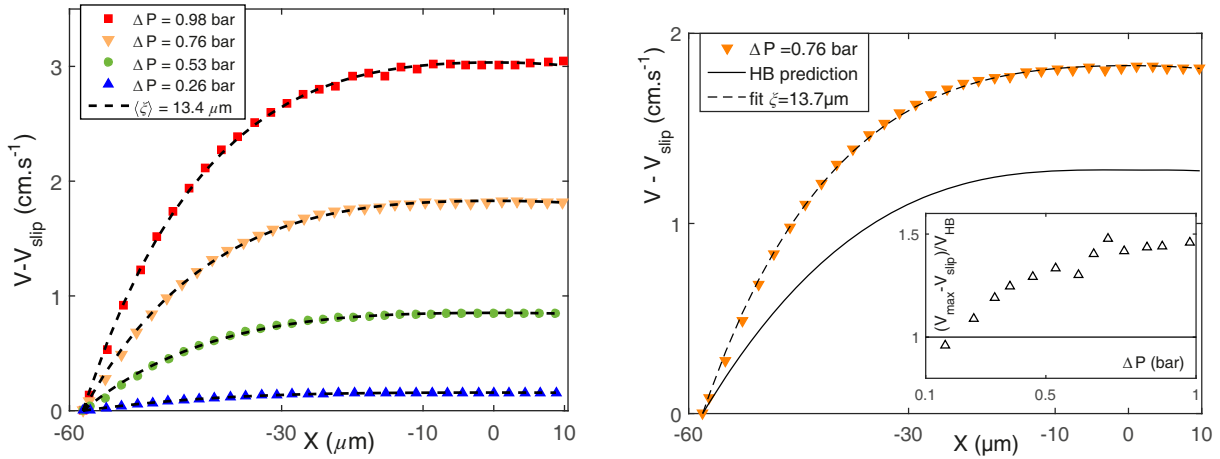 ΔP = 0.98 bar
ΔP = 0.76 bar
ΔP = 0.53 bar
ΔP = 0.26 bar
⟨ξ⟩ = 13.4 μm
3
2
1
0
V-V_slip (cm.s⁻¹)
-60
-30
-10
0
10
X (μm)
ΔP =0.76 bar
HB prediction
fit ξ=13.7μm
2
1
0
V - V_slip (cm.s⁻¹)
-60
-30
-10
0
10
X (μm)
1.5
1
(V_max-V_slip)/V_HB
ΔP (bar)
0.1
0.5
1